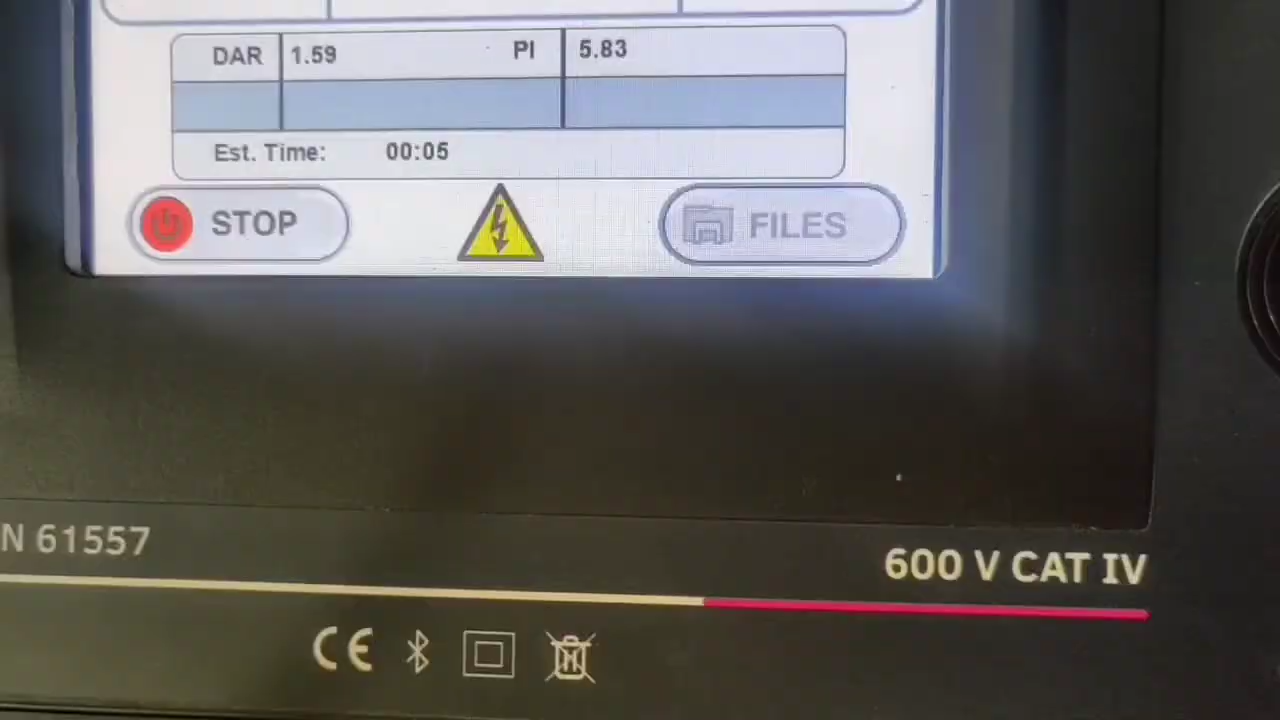 DAR 1.59 PI 5.83
Est. Time: 00:05
STOP FILES
N 61557
600 V CAT IV
CE